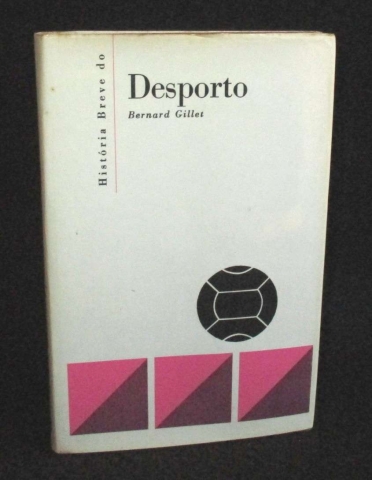 História Breve do
Desporto
Bernard Gillet